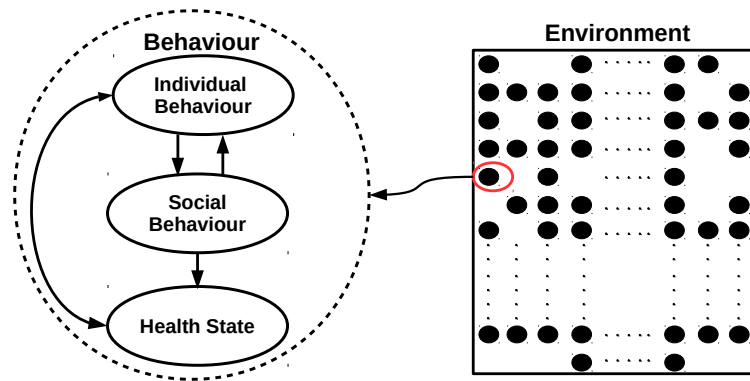 Behaviour
Individual
Behaviour
Social
Behaviour
Health State
Environment